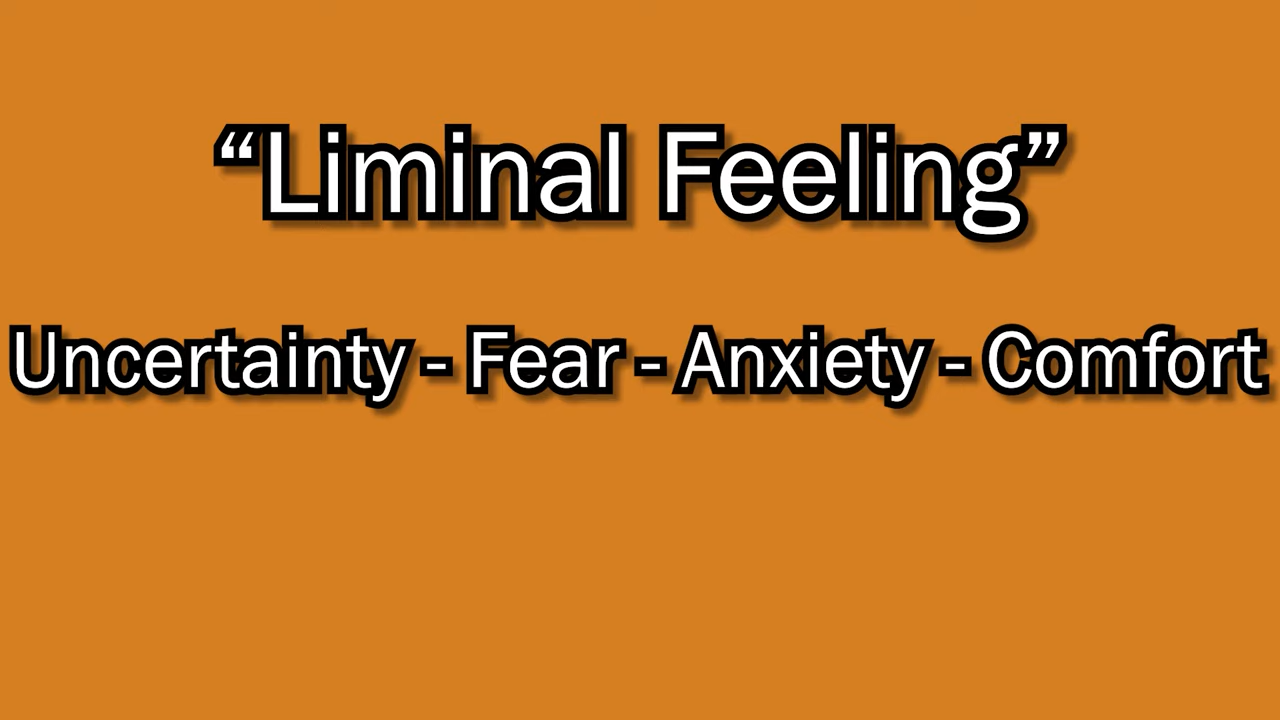 “Liminal Feeling”
Uncertainty - Fear - Anxiety - Comfort